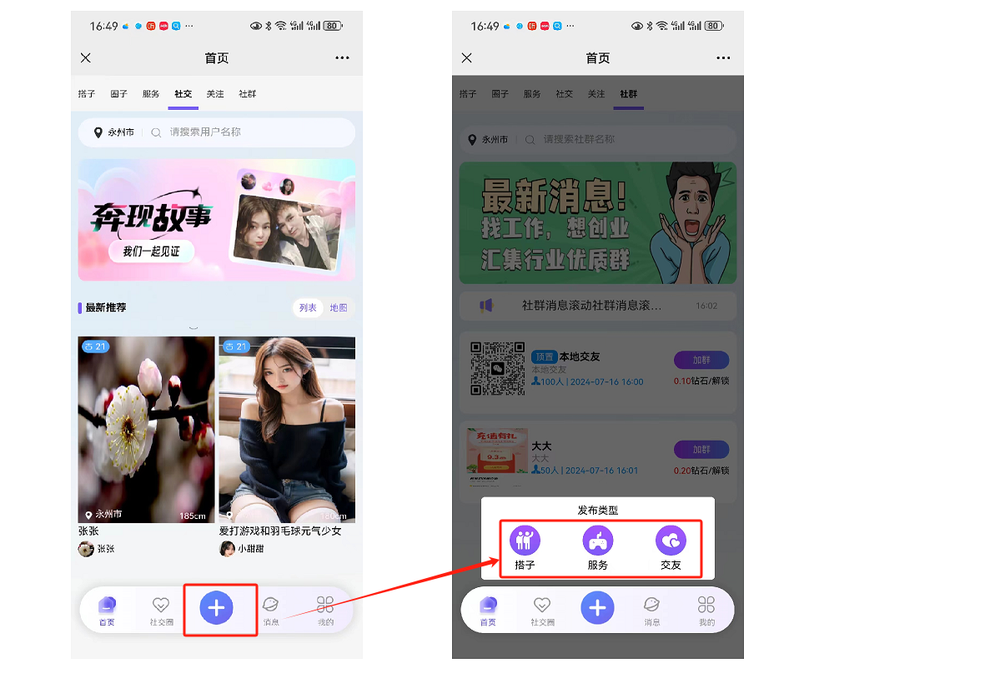 16:49
80
首页
搭子 圈子 服务 社交 关注 社群
永州市 请搜索用户名称
奔现故事
我们一起见证
最新推荐 列表 地图
21 21
永州市 185cm 180cm
张张 爱打游戏和羽毛球元气少女
张张 小甜甜
首页 社交圈 消息 我的
16:49
80
首页
搭子 圈子 服务 社交 关注 社群
永州市 请搜索社群名称
最新消息!
找工作，想创业
汇集行业优质群
社群消息滚动社群消息滚... 16:02
顶置 本地交友 加群
本地交友
100人 | 2024-07-16 16:00 0.10钻石/解锁
充值有礼
9.3
大大 加群
大大
50人 | 2024-07-16 16:01 0.20钻石/解锁
发布类型
搭子 服务 交友
首页 社交圈 消息 我的